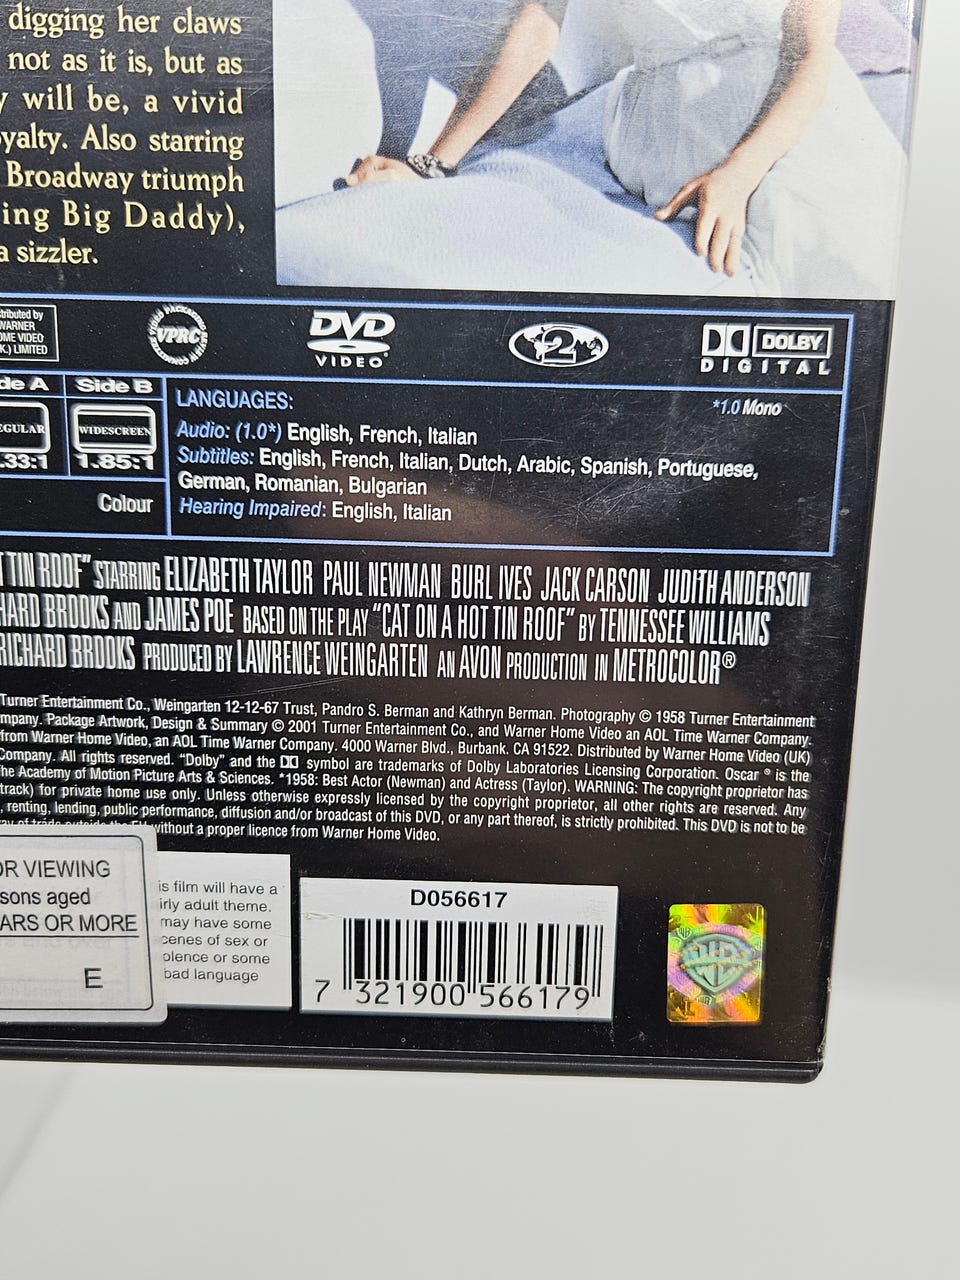 digging her claws
not as it is, but as
will be, a vivid
yalty. Also starring
Broadway triumph
ing Big Daddy),
a sizzler.
tributed by
WARNER
OME VIDEO
K.) LIMITED
VPRC
DVD
VIDEO
2
DOLBY
DIGITAL
de A
Side B
EGULAR
WIDESCREEN
.33:1
1.85:1
Colour
LANGUAGES:
*1.0 Mono
Audio: (1.0*) English, French, Italian
Subtitles: English, French, Italian, Dutch, Arabic, Spanish, Portuguese,
German, Romanian, Bulgarian
Hearing Impaired: English, Italian
T TIN ROOF" STARRING ELIZABETH TAYLOR PAUL NEWMAN BURL IVES JACK CARSON JUDITH ANDERSON
HARD BROOKS AND JAMES POE BASED ON THE PLAY "CAT ON A HOT TIN ROOF" BY TENNESSEE WILLIAMS
RICHARD BROOKS PRODUCED BY LAWRENCE WEINGARTEN AN AVON PRODUCTION IN METROCOLOR®
Turner Entertainment Co., Weingarten 12-12-67 Trust, Pandro S. Berman and Kathryn Berman. Photography © 1958 Turner Entertainment
mpany. Package Artwork, Design & Summary © 2001 Turner Entertainment Co., and Warner Home Video an AOL Time Warner Company.
from Warner Home Video, an AOL Time Warner Company. 4000 Warner Blvd., Burbank. CA 91522. Distributed by Warner Home Video (UK)
Company. All rights reserved. "Dolby" and the symbol are trademarks of Dolby Laboratories Licensing Corporation. Oscar ® is the
he Academy of Motion Picture Arts & Sciences. *1958: Best Actor (Newman) and Actress (Taylor). WARNING: The copyright proprietor has
track) for private home use only. Unless otherwise expressly licensed by the copyright proprietor, all other rights are reserved. Any
, renting, lending, public performance, diffusion and/or broadcast of this DVD, or any part thereof, is strictly prohibited. This DVD is not to be
way of trade outside the EU without a proper licence from Warner Home Video.
OR VIEWING
sons aged
ARS OR MORE
E
is film will have a
irly adult theme.
may have some
cenes of sex or
olence or some
bad language
D056617
7 321900 566179